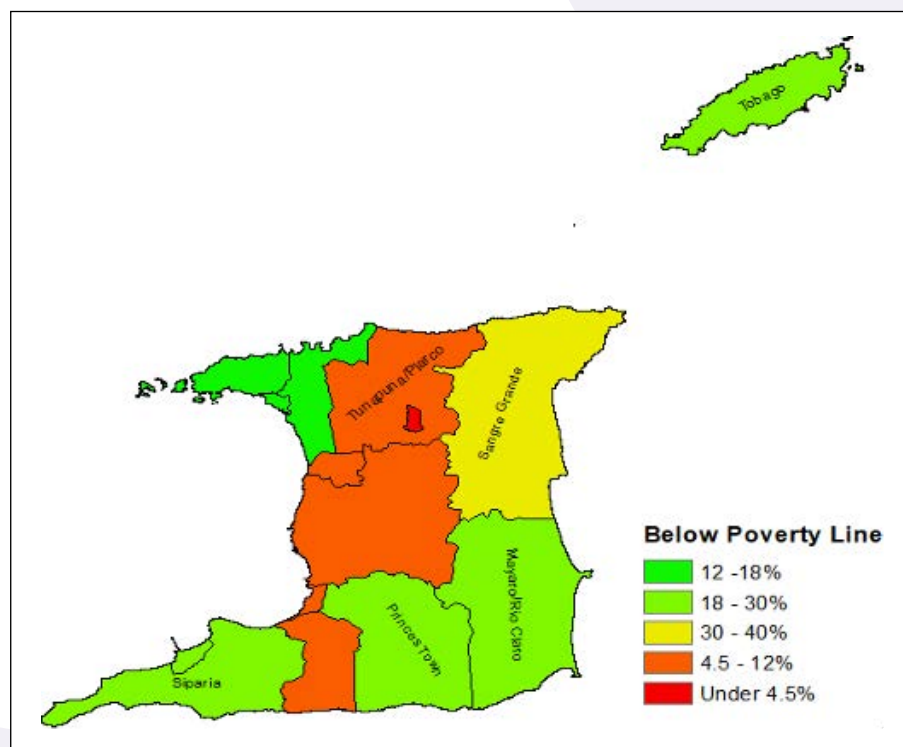 Tobago
Tunapuna/Piarco
Sangre Grande
Mayaro/Rio Claro
Princes Town
Siparia
Below Poverty Line
12 -18%
18 - 30%
30 - 40%
4.5 - 12%
Under 4.5%